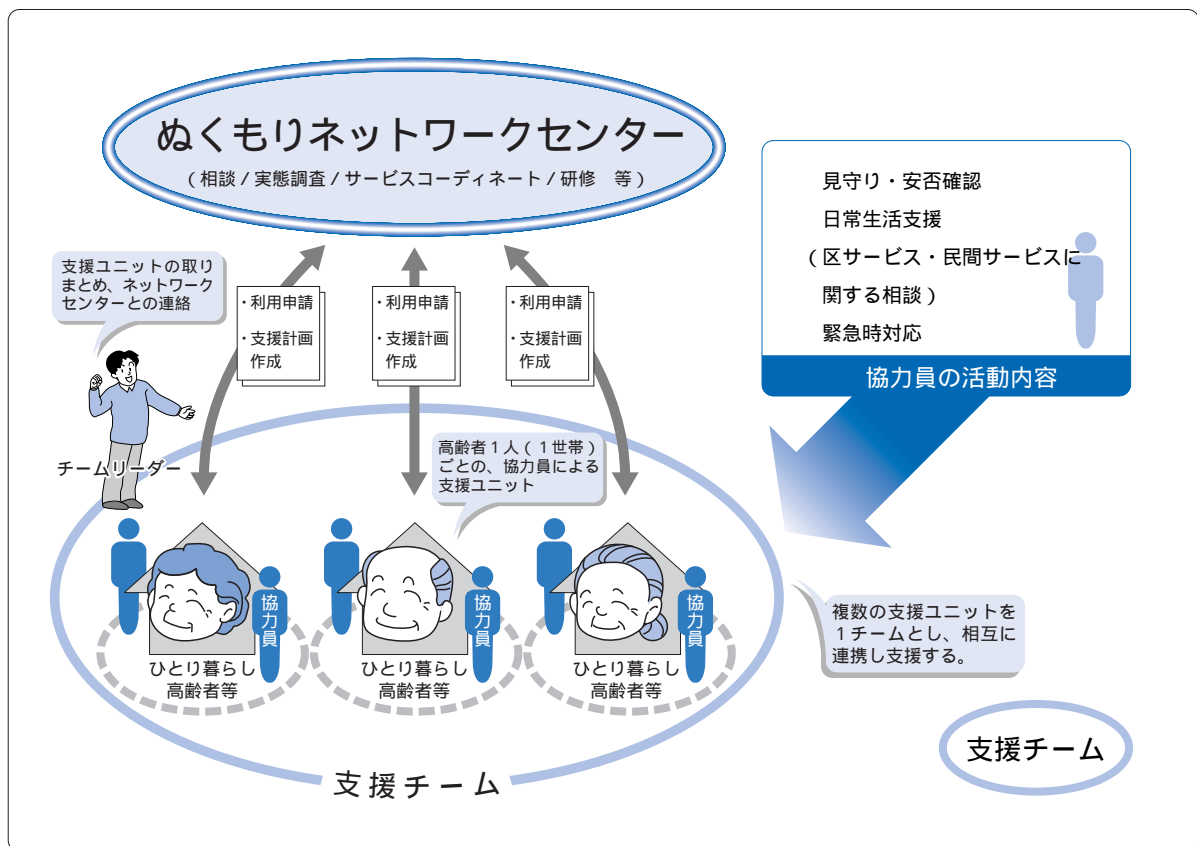 ぬくもりネットワークセンター
（相談／実態調査／サービスコーディネート／研修　等）
見守り・安否確認
日常生活支援
（区サービス・民間サービスに
関する相談）
緊急時対応
協力員の活動内容
支援ユニットの取り
まとめ、ネットワーク
センターとの連絡
・利用申請
・支援計画
作成
・利用申請
・支援計画
作成
・利用申請
・支援計画
作成
チームリーダー
高齢者１人（１世帯）
ごとの、協力員による
支援ユニット
協力員
ひとり暮らし
高齢者等
協力員
ひとり暮らし
高齢者等
協力員
ひとり暮らし
高齢者等
複数の支援ユニットを
１チームとし、相互に
連携し支援する。
支援チーム
支援チーム